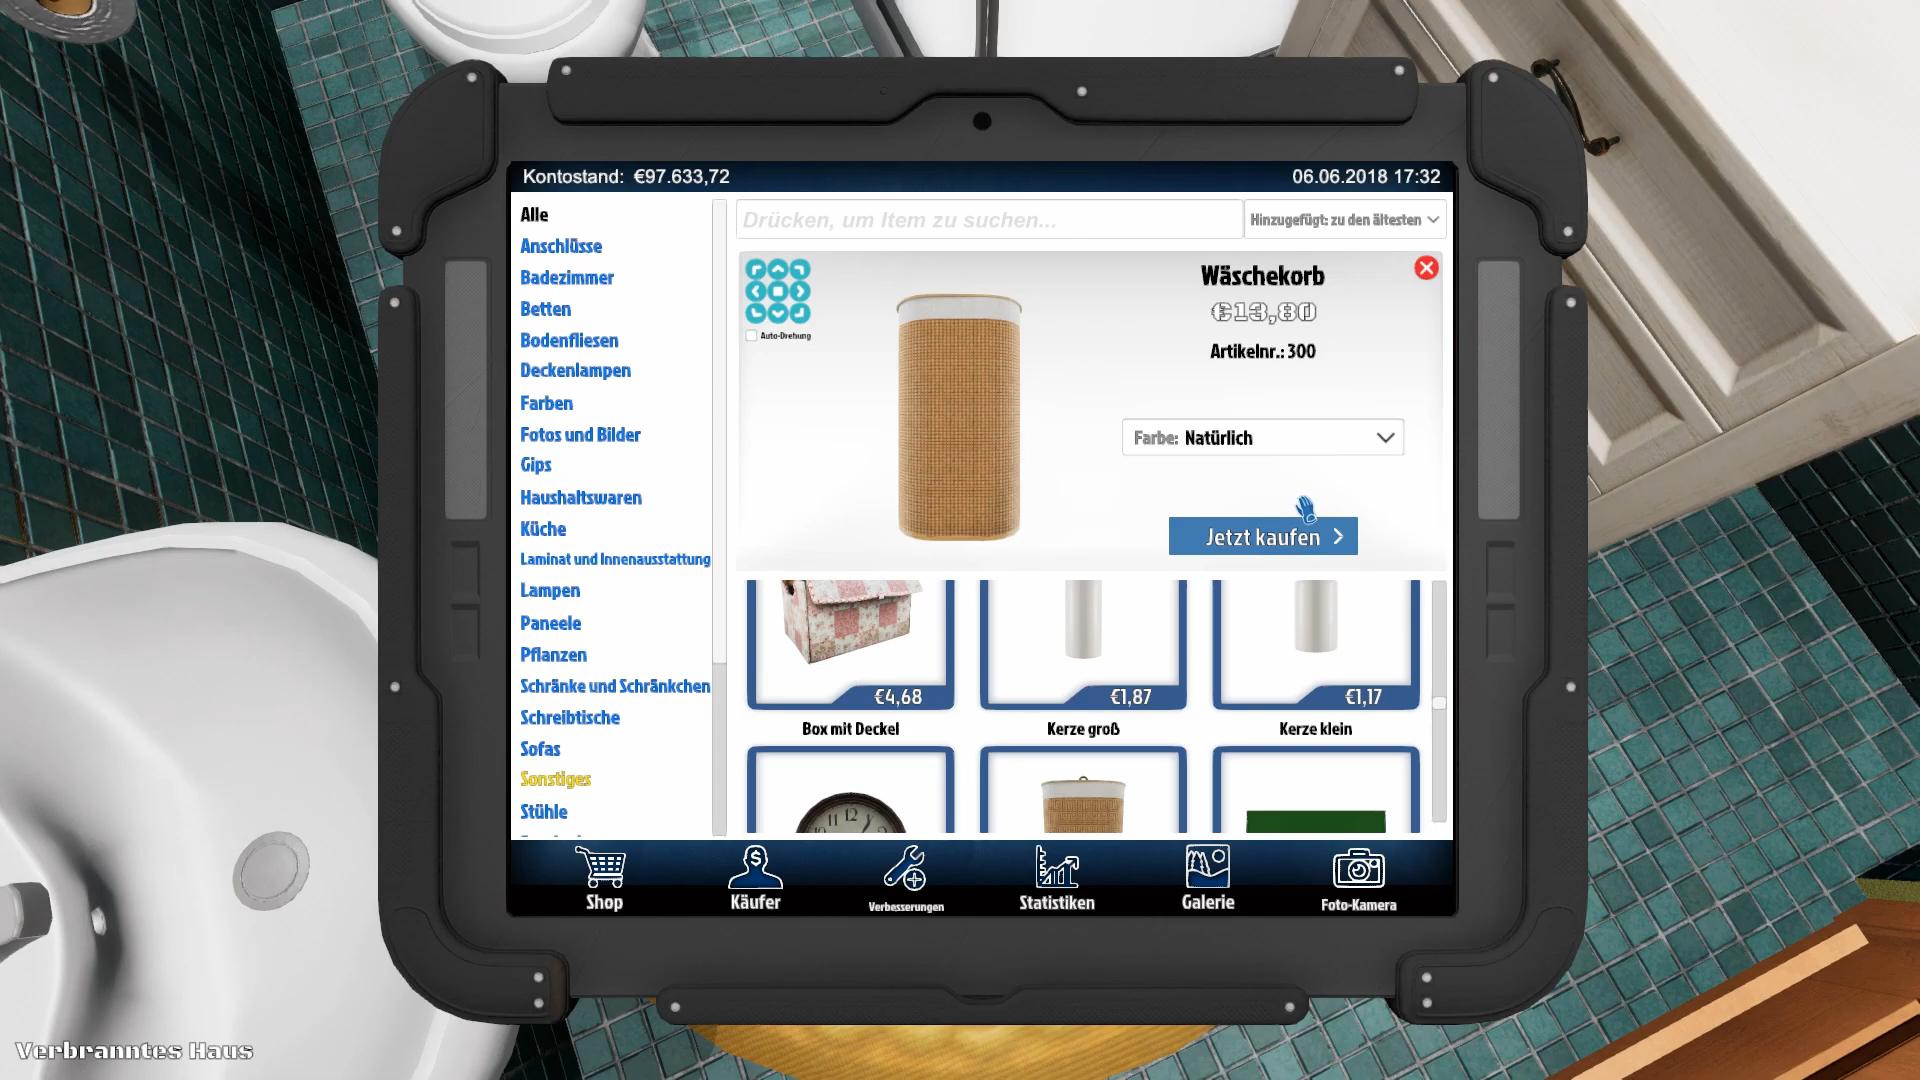 Kontostand: €97.633,72
06.06.2018 17:32
Alle
Anschlüsse
Badezimmer
Betten
Bodenfliesen
Deckenlampen
Farben
Fotos und Bilder
Gips
Haushaltswaren
Küche
Laminat und Innenausstattung
Lampen
Paneele
Pflanzen
Schränke und Schränkchen
Schreibtische
Sofas
Sonstiges
Stühle
Drücken, um Item zu suchen...
Hinzugefügt: zu den ältesten
Auto-Drehung
Wäschekorb
€13,80
Artikelnr.: 300
Farbe: Natürlich
Jetzt kaufen
€4,68
€1,87
€1,17
Box mit Deckel
Kerze groß
Kerze klein
Shop
Käufer
Verbesserungen
Statistiken
Galerie
Foto-Kamera
Verbranntes Haus